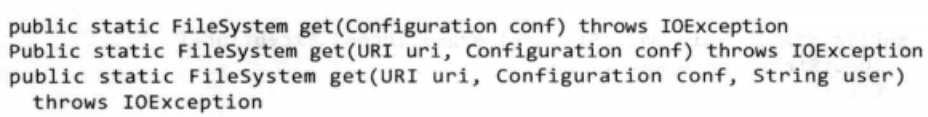 public static FileSystem get(Configuration conf) throws IOException
Public static FileSystem get(URI uri, Configuration conf) throws IOException
public static FileSystem get(URI uri, Configuration conf, String user)
  throws IOException